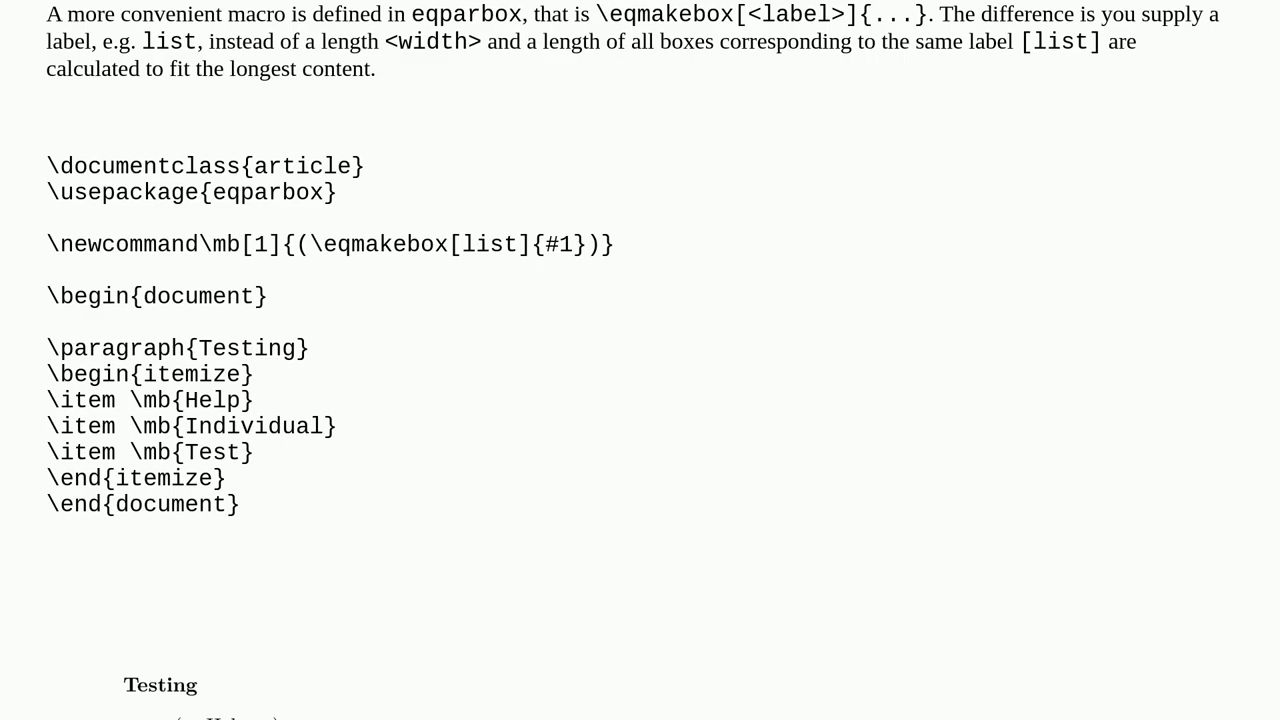 A more convenient macro is defined in eqparbox, that is \eqmakebox[<label>]{...}. The difference is you supply a
label, e.g. list, instead of a length <width> and a length of all boxes corresponding to the same label [list] are
calculated to fit the longest content.
\documentclass{article}
\usepackage{eqparbox}
\newcommand\mb[1]{(\eqmakebox[list]{#1})}
\begin{document}
\paragraph{Testing}
\begin{itemize}
\item \mb{Help}
\item \mb{Individual}
\item \mb{Test}
\end{itemize}
\end{document}
Testing